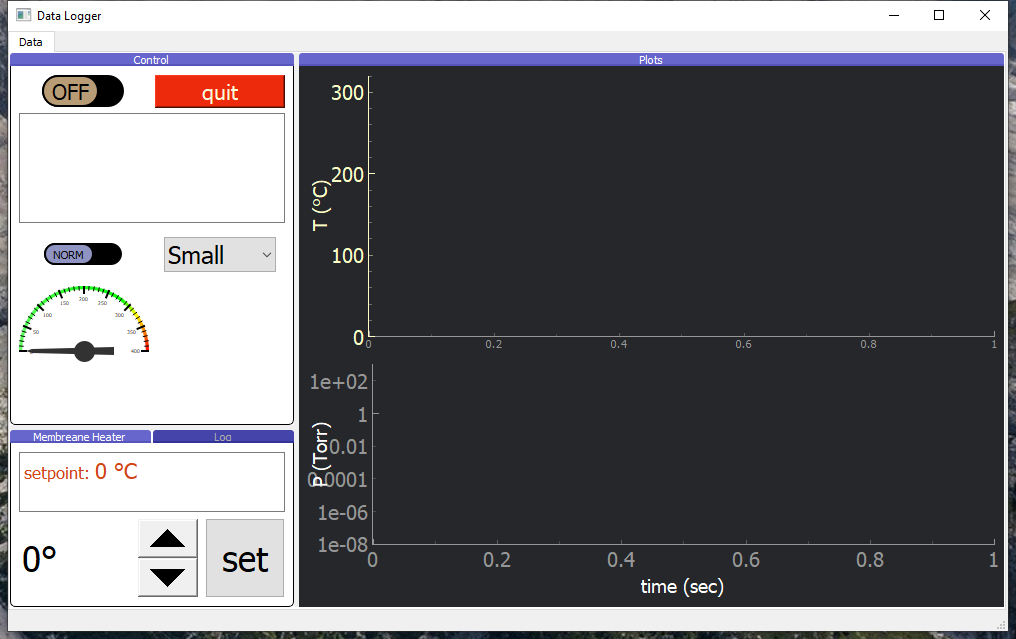 Data Logger
Data
Control
OFF
quit
NORM
Small
50
100
150
200
250
300
350
400
Membreane Heater
Log
setpoint: 0 °C
0°
set
Plots
T (°C)
300
200
100
0
0 0.2 0.4 0.6 0.8 1
P (Torr)
1e+02
1
0.01
0.0001
1e-06
1e-08
0 0.2 0.4 0.6 0.8 1
time (sec)